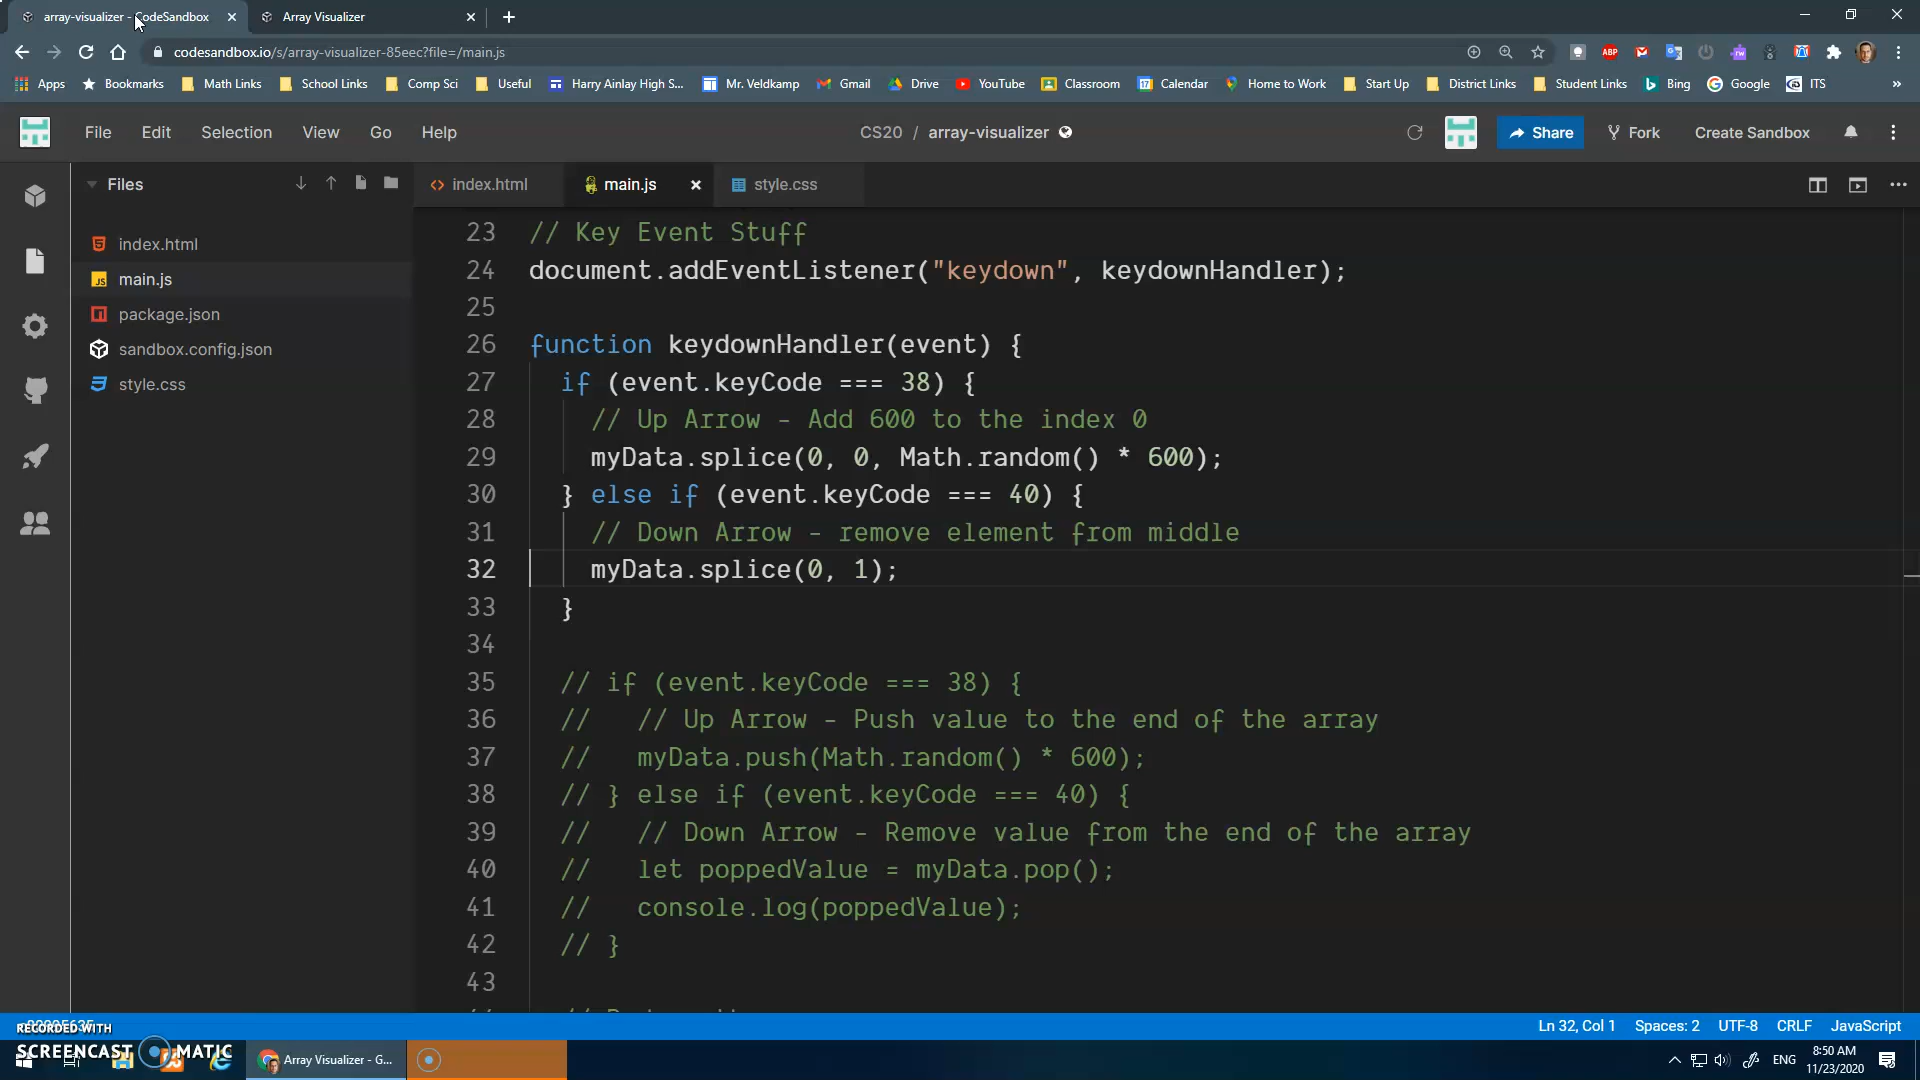 array-visualizer - CodeSandbox
Array Visualizer
codesandbox.io/s/array-visualizer-85eec?file=/main.js
ABP
Apps
Bookmarks
Math Links
School Links
Comp Sci
Useful
Harry Ainlay High S...
Mr. Veldkamp
Gmail
Drive
YouTube
Classroom
Calendar
Home to Work
Start Up
District Links
Student Links
Bing
Google
ITS
»
File
Edit
Selection
View
Go
Help
CS20 / array-visualizer
Share
Fork
Create Sandbox
Files
index.html
main.js
style.css
index.html
main.js
package.json
sandbox.config.json
style.css
23 // Key Event Stuff
24 document.addEventListener("keydown", keydownHandler);
25
26 function keydownHandler(event) {
27 if (event.keyCode === 38) {
28 // Up Arrow - Add 600 to the index 0
29 myData.splice(0, 0, Math.random() * 600);
30 } else if (event.keyCode === 40) {
31 // Down Arrow - remove element from middle
32 myData.splice(0, 1);
33 }
34
35 // if (event.keyCode === 38) {
36 // // Up Arrow - Push value to the end of the array
37 // myData.push(Math.random() * 600);
38 // } else if (event.keyCode === 40) {
39 // // Down Arrow - Remove value from the end of the array
40 // let poppedValue = myData.pop();
41 // console.log(poppedValue);
42 // }
43
Ln 32, Col 1
Spaces: 2
UTF-8
CRLF
JavaScript
RECORDED WITH
SCREENCAST MATIC
Array Visualizer - G...
ENG
8:50 AM
11/23/2020